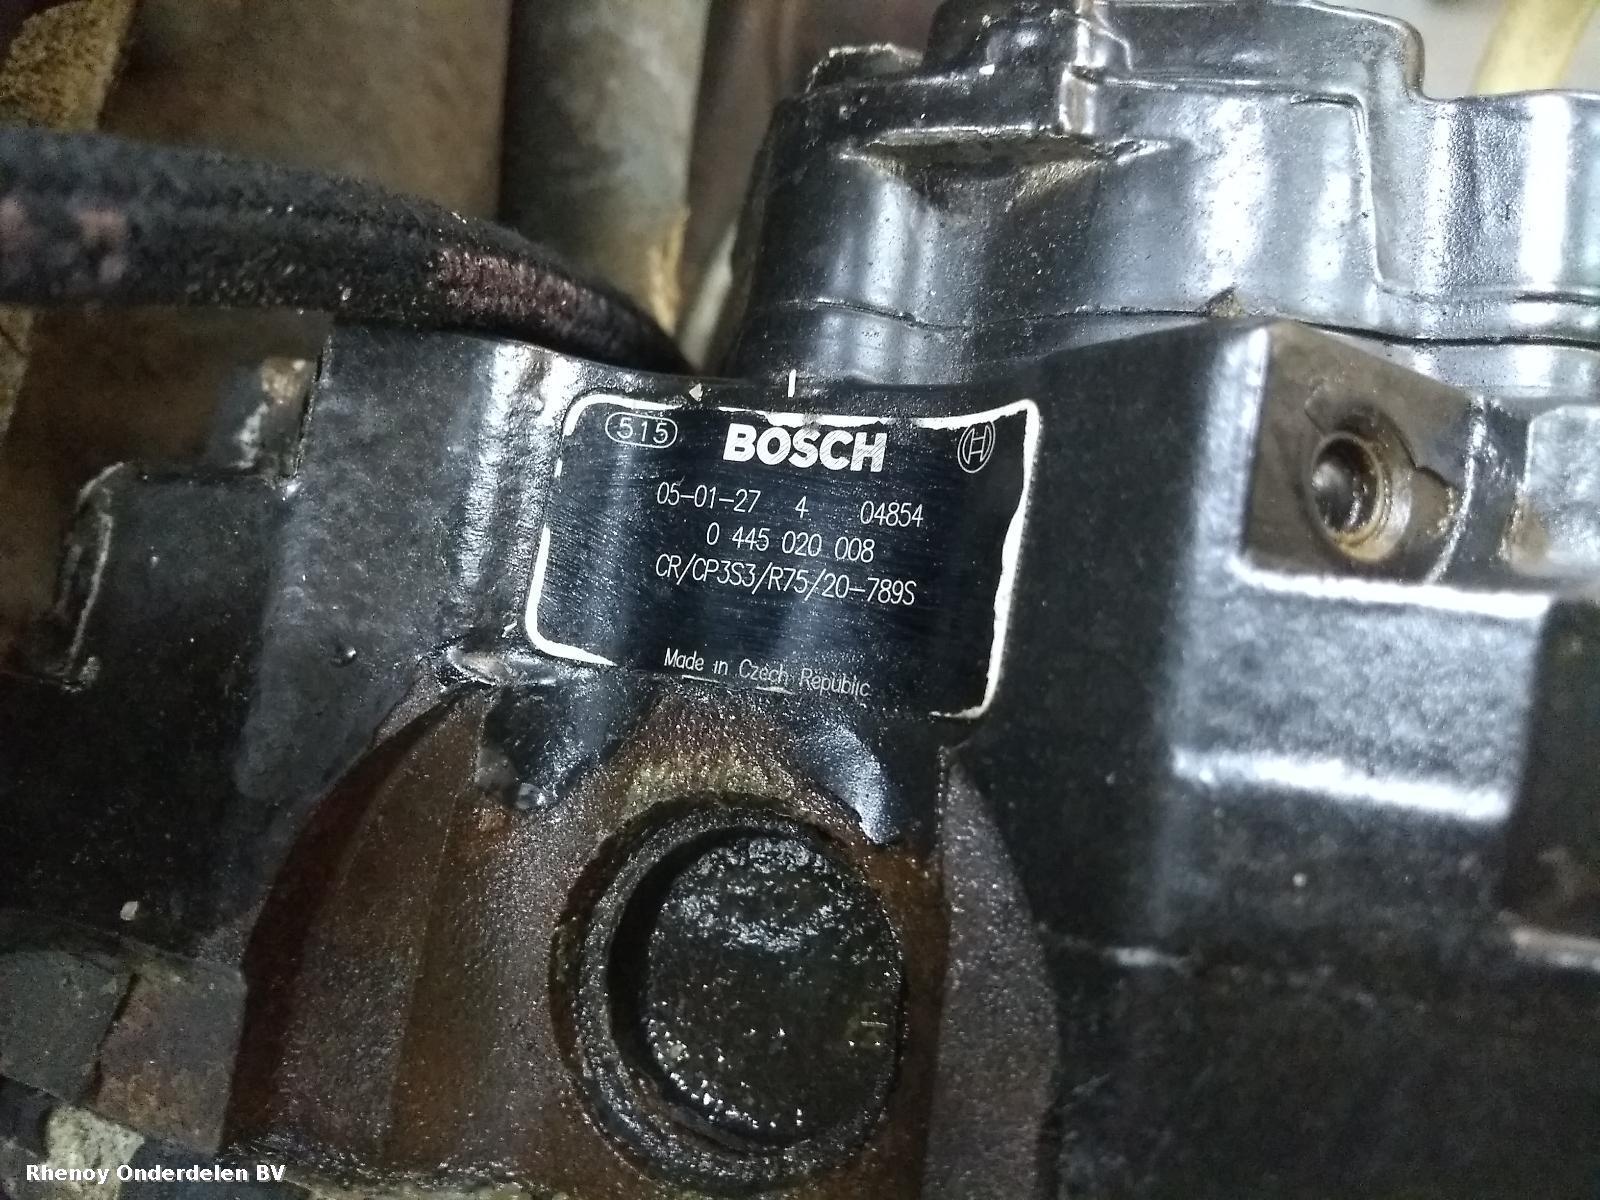 515 BOSCH H
05-01-27 4 04854
0 445 020 008
CR/CP3S3/R75/20-789S
Made in Czech Republic
Rhenoy Onderdelen BV